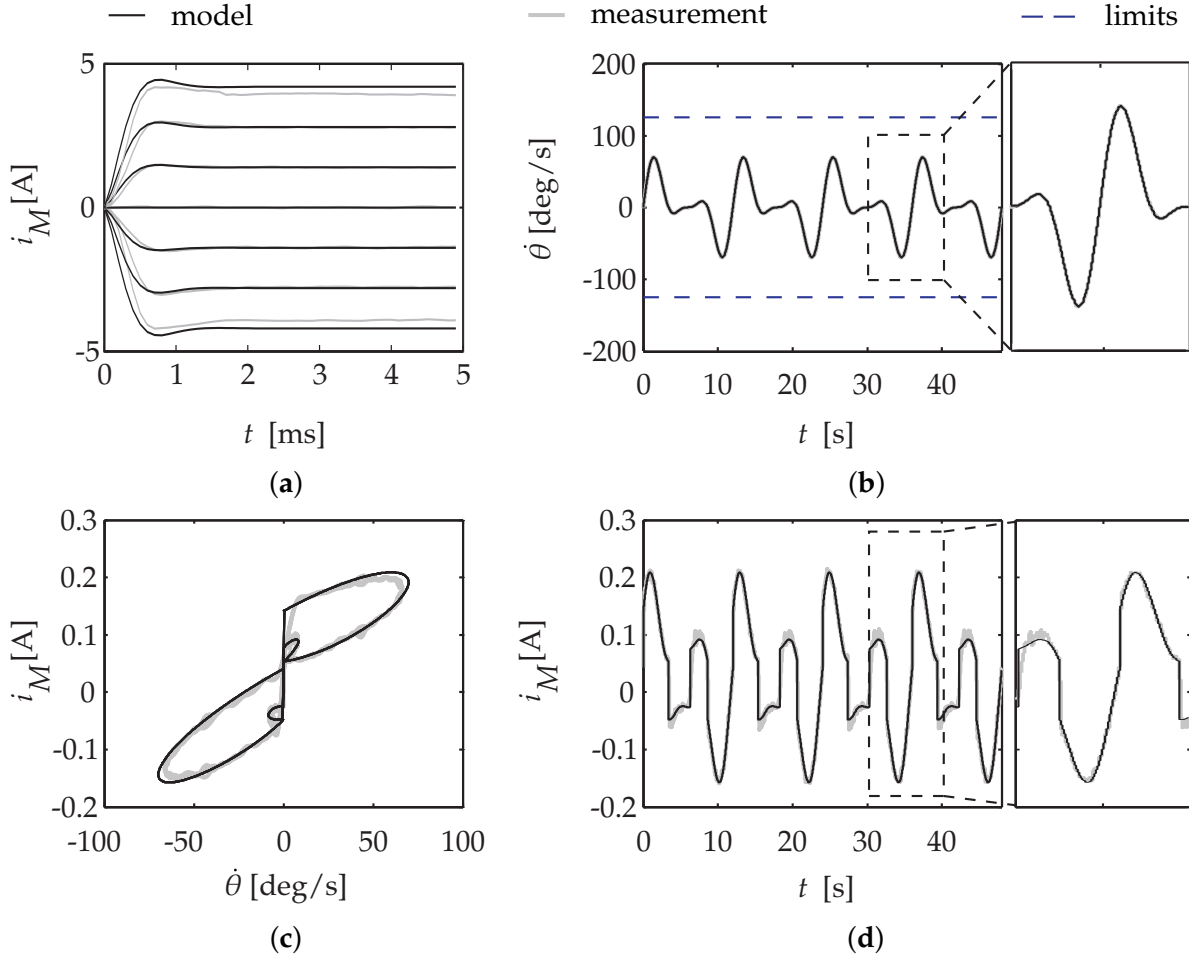 model measurement limits
5
0
-5
0 1 2 3 4 5
i_M [A]
t [ms]
(a)
200
100
0
-100
-200
0 10 20 30 40
θ̇ [deg/s]
t [s]
(b)
0.3
0.2
0.1
0
-0.1
-0.2
-100 -50 0 50 100
i_M [A]
θ̇ [deg/s]
(c)
0.3
0.2
0.1
0
-0.1
-0.2
0 10 20 30 40
i_M [A]
t [s]
(d)